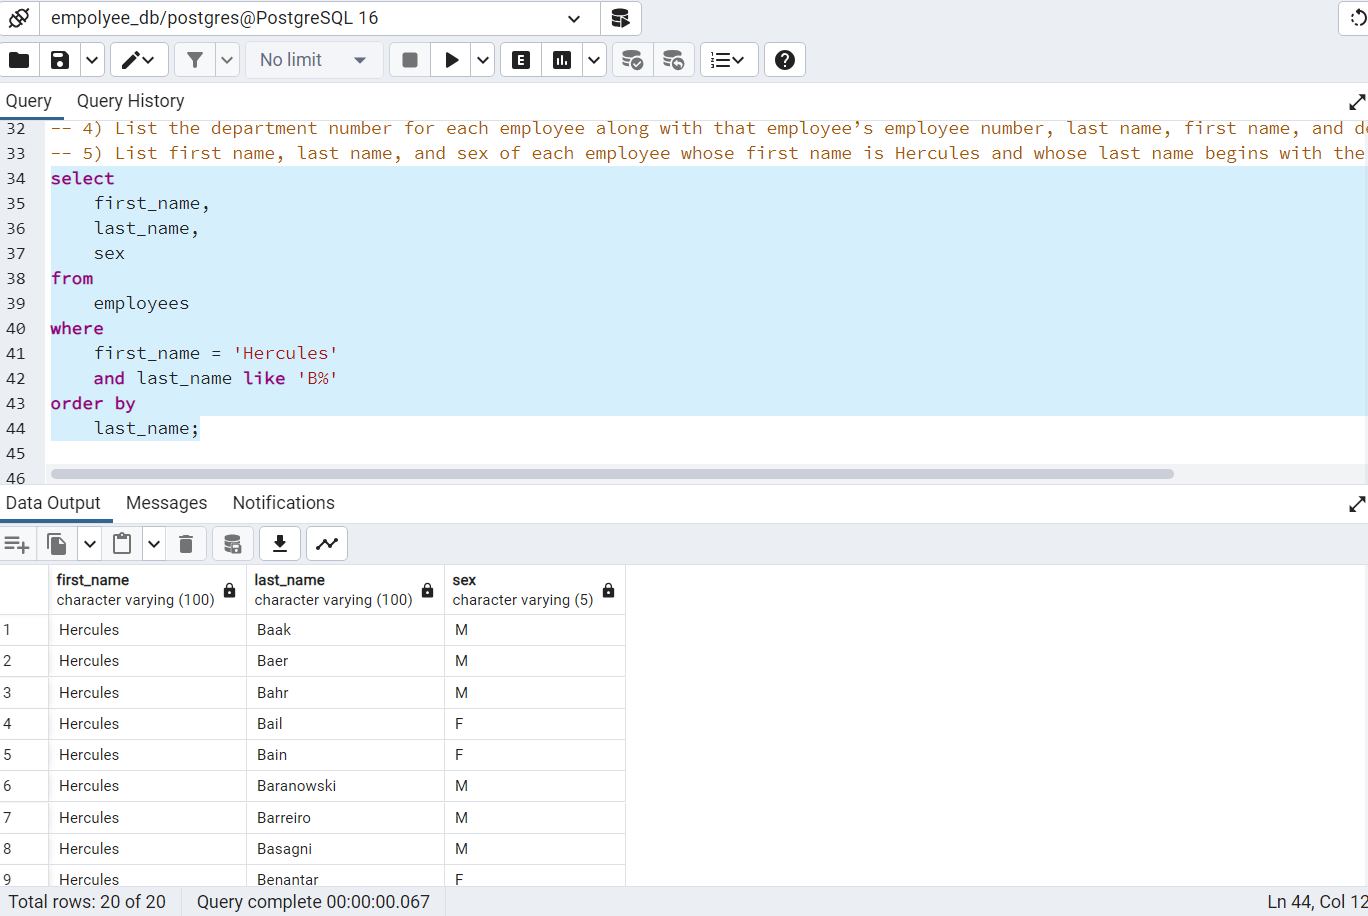 empolyee_db/postgres@PostgreSQL 16
No limit
E
Query Query History
32 -- 4) List the department number for each employee along with that employee’s employee number, last name, first name, and
33 -- 5) List first name, last name, and sex of each employee whose first name is Hercules and whose last name begins with the
34 select
35 first_name,
36 last_name,
37 sex
38 from
39 employees
40 where
41 first_name = 'Hercules'
42 and last_name like 'B%'
43 order by
44 last_name;
45
46
Data Output Messages Notifications
first_name last_name sex
character varying (100) character varying (100) character varying (5)
1 Hercules Baak M
2 Hercules Baer M
3 Hercules Bahr M
4 Hercules Bail F
5 Hercules Bain F
6 Hercules Baranowski M
7 Hercules Barreiro M
8 Hercules Basagni M
9 Hercules Benantar F
Total rows: 20 of 20 Query complete 00:00:00.067 Ln 44, Col 12